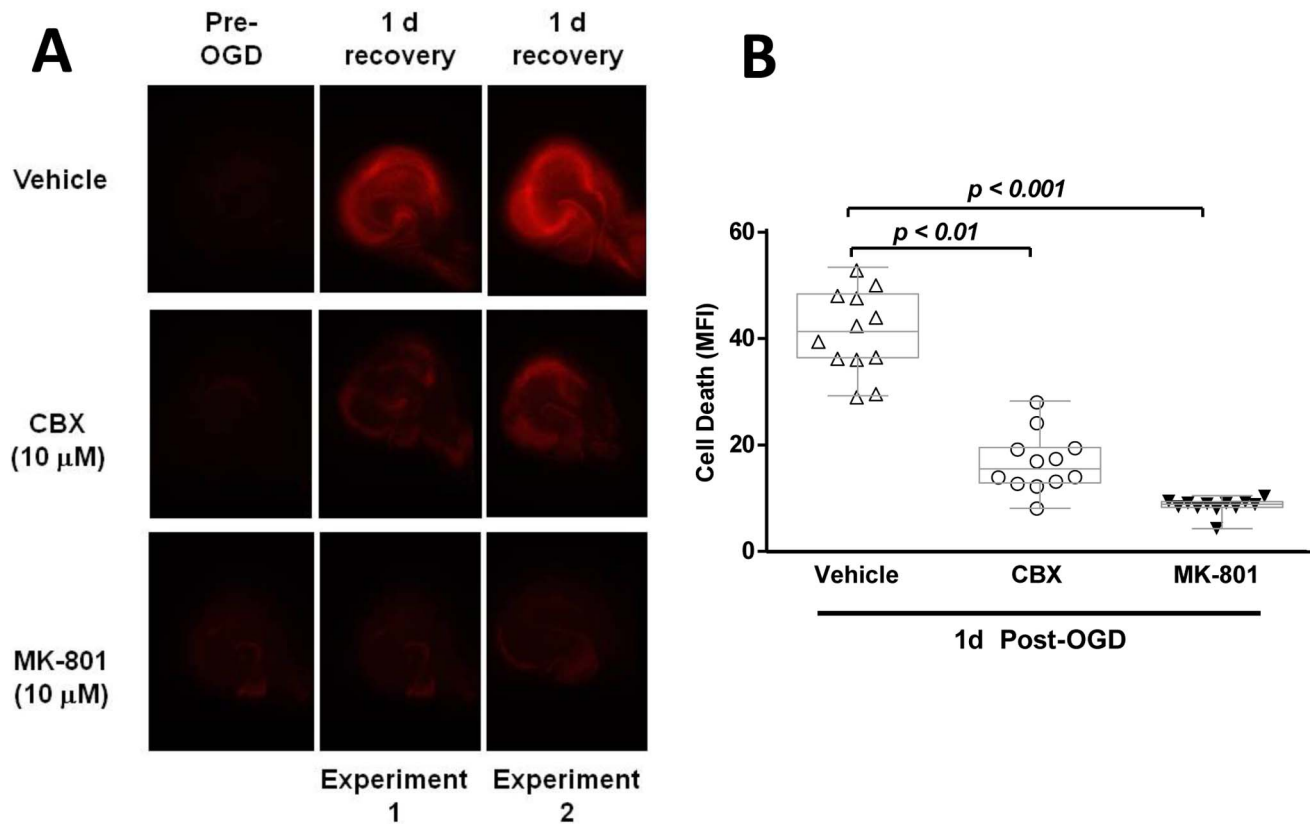 A
Pre-
OGD
1 d
recovery
1 d
recovery
Vehicle
CBX
(10 μM)
MK-801
(10 μM)
Experiment
1
Experiment
2
B
p < 0.001
p < 0.01
Cell Death (MFI)
60
40
20
0
Vehicle
CBX
MK-801
1d Post-OGD